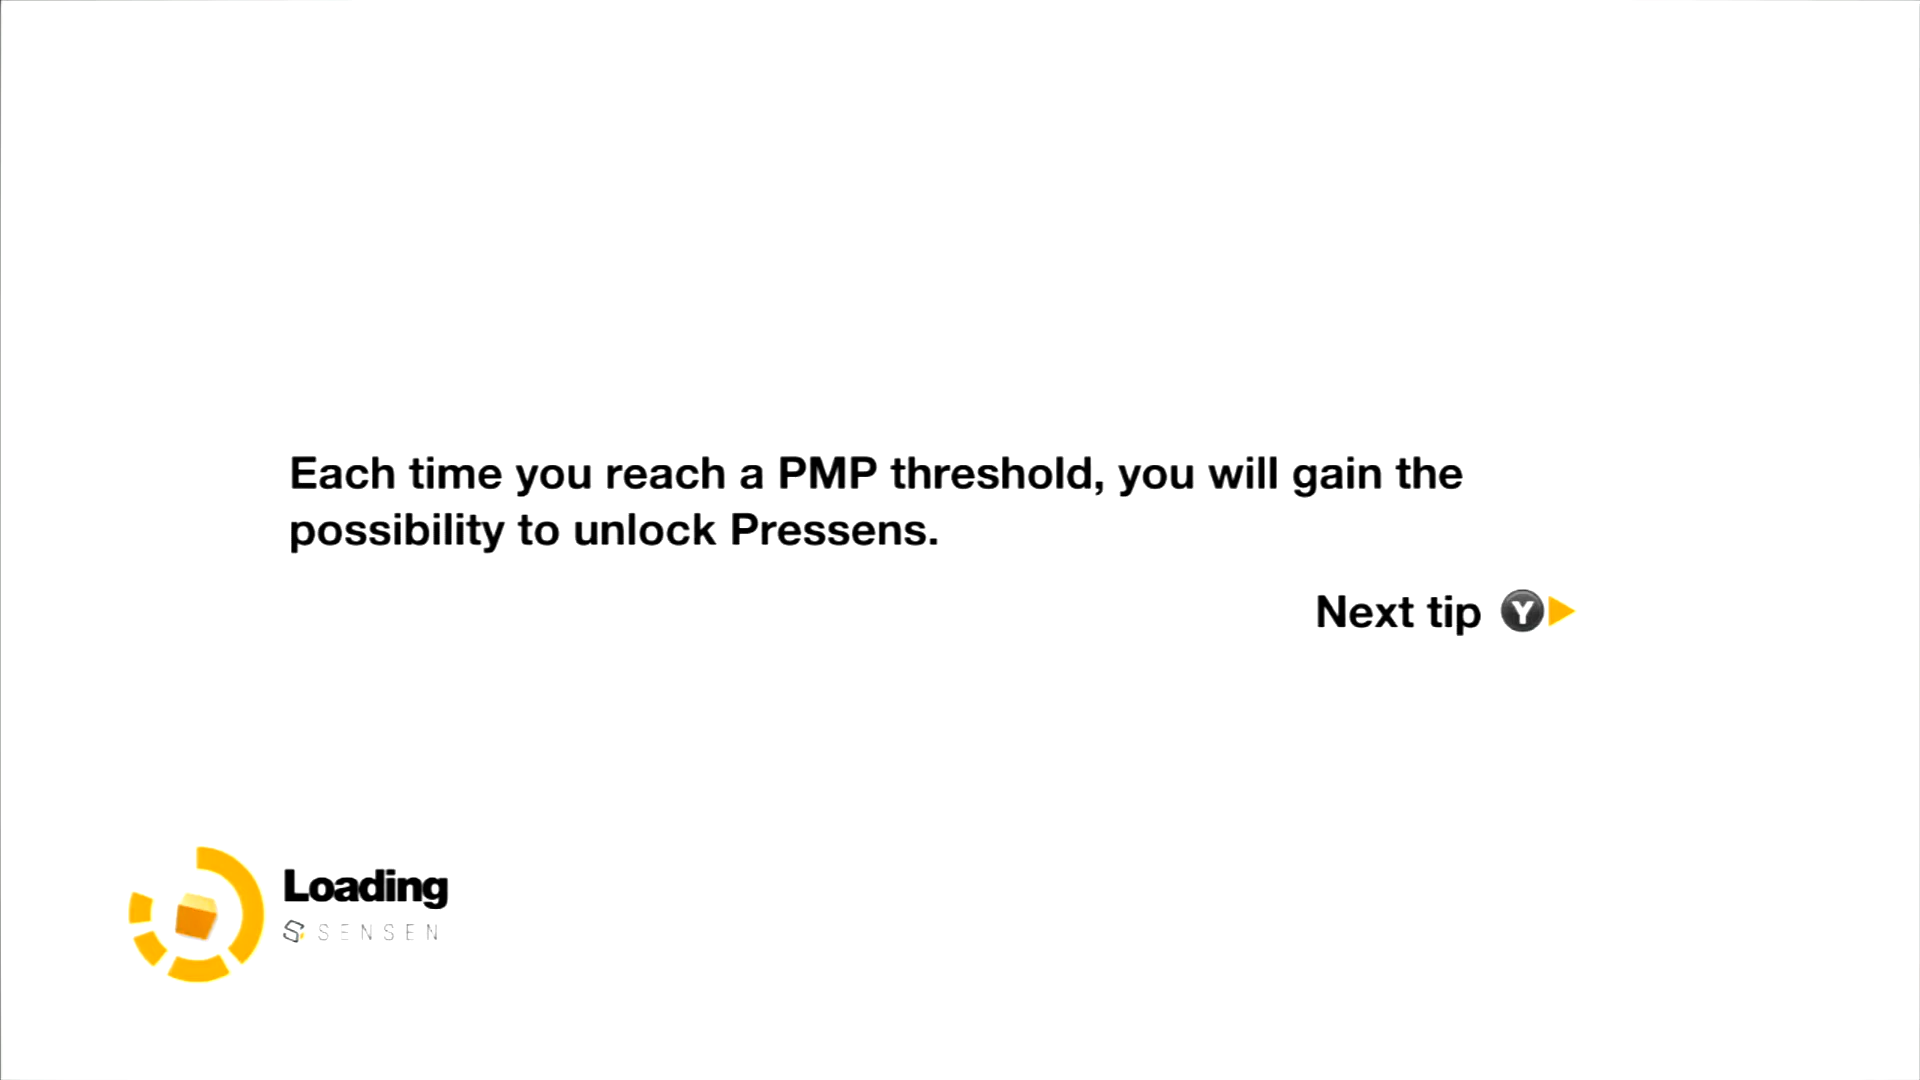 Each time you reach a PMP threshold, you will gain the
possibility to unlock Pressens.
Next tip Y
Loading
SENSEN